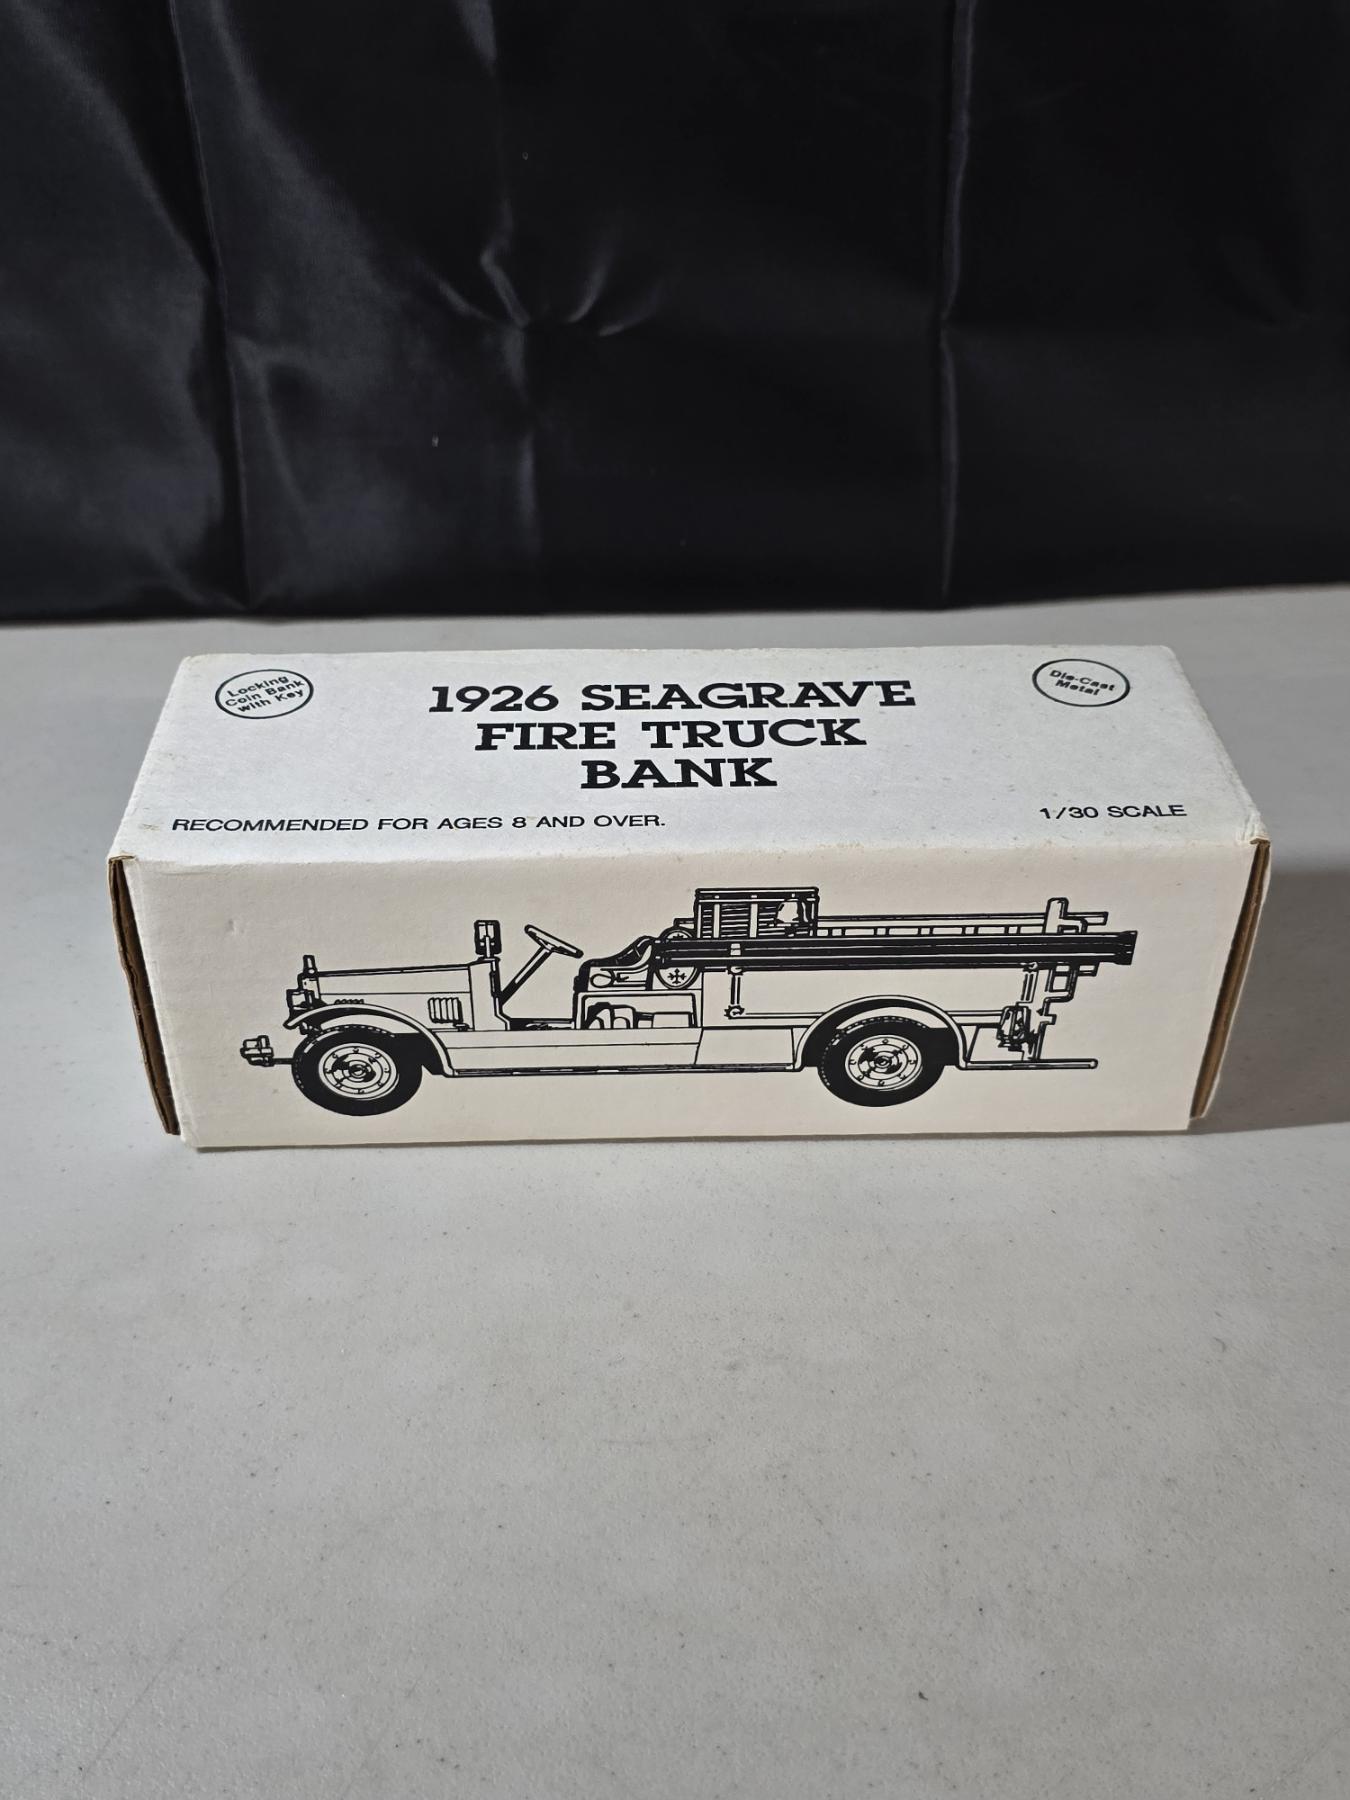 Locking
Coin Bank
with Key
1926 SEAGRAVE
FIRE TRUCK
BANK
Die-Cast
Metal
RECOMMENDED FOR AGES 8 AND OVER.
1/30 SCALE